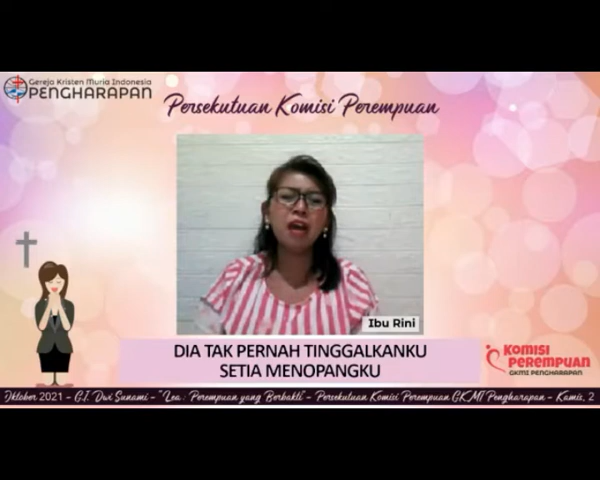 Gereja Kristen Muria Indonesia
PENGHARAPAN
Persekutuan Komisi Perempuan
Ibu Rini
DIA TAK PERNAH TINGGALKANKU
SETIA MENOPANGKU
KOMISI
PEREMPUAN
GKMI PENGHARAPAN
Oktober 2021 - G.I. Dwi Sunami - "Lea : Perempuan yang Berbakti" - Persekutuan Komisi Perempuan GKMI Pengharapan - Kamis, 2